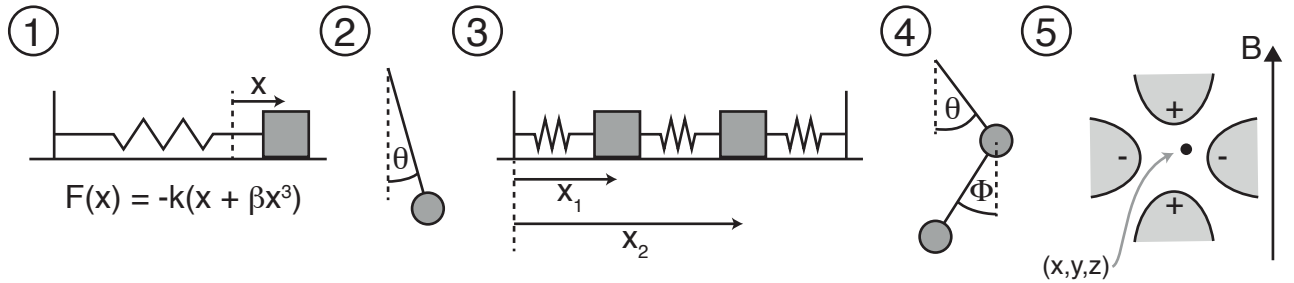 1
x
F(x) = -k(x + βx³)
2
θ
3
x₁
x₂
4
θ
Φ
5
B
+
- -
+
(x,y,z)